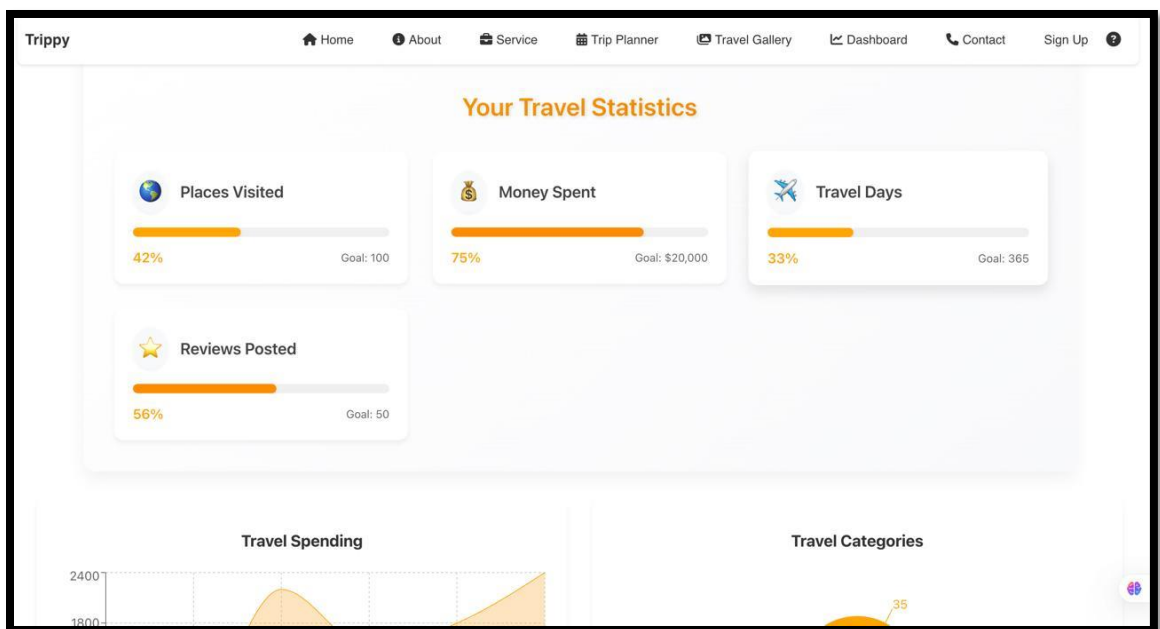 Trippy Home About Service Trip Planner Travel Gallery Dashboard Contact Sign Up ?
Your Travel Statistics
Places Visited
42% Goal: 100
Money Spent
75% Goal: $20,000
Travel Days
33% Goal: 365
Reviews Posted
56% Goal: 50
Travel Spending
2400
1800
Travel Categories
35